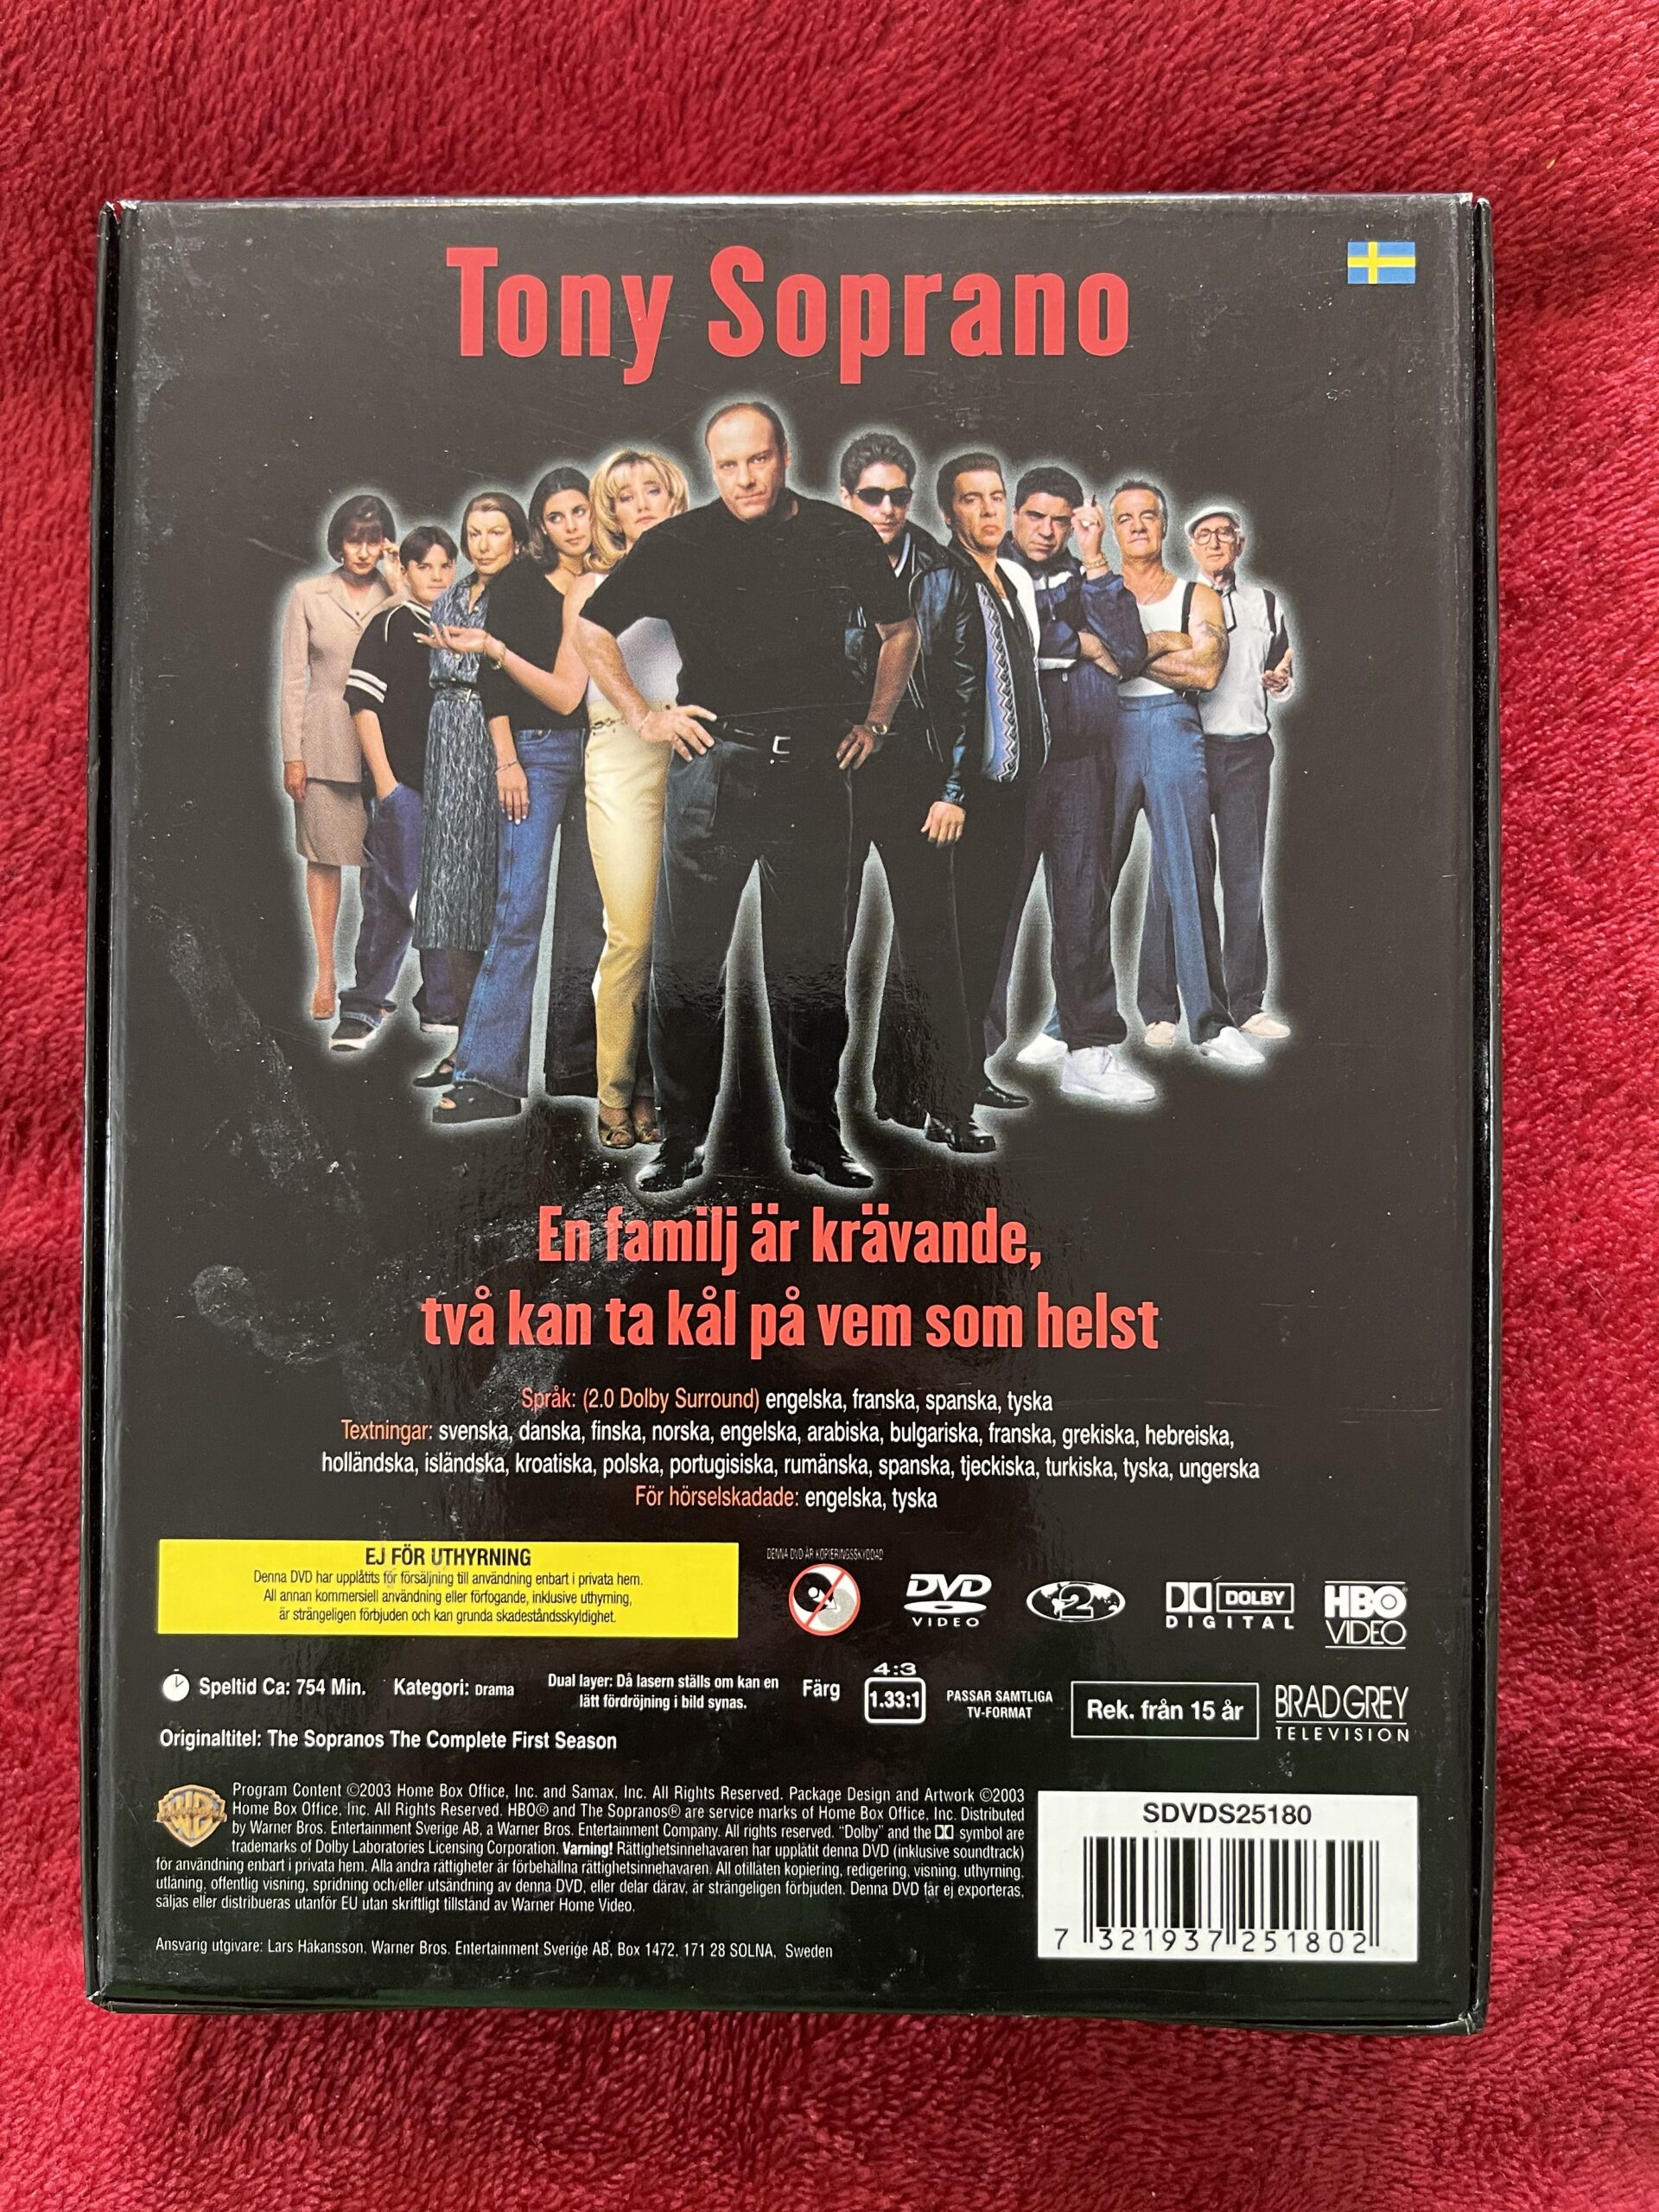 Tony Soprano
En familj är krävande,
två kan ta kål på vem som helst
Språk: (2.0 Dolby Surround) engelska, franska, spanska, tyska
Textningar: svenska, danska, finska, norska, engelska, arabiska, bulgariska, franska, grekiska, hebreiska,
holländska, isländska, kroatiska, polska, portugisiska, rumänska, spanska, tjeckiska, turkiska, tyska, ungerska
För hörselskadade: engelska, tyska
EJ FÖR UTHYRNING
Denna DVD har upplåtits för försäljning till användning enbart i privata hem.
All annan kommersiell användning eller förfogande, inklusive uthyrning,
är strängeligen förbjuden och kan grunda skadeståndsskyldighet.
DENNA DVD ÄR KOPIERINGSSKYDDAD
DVD
VIDEO
2
DOLBY
DIGITAL
HBO
VIDEO
Speltid Ca: 754 Min.
Kategori: Drama
Dual layer: Då lasern ställs om kan en
lätt fördröjning i bild synas.
Färg
4:3
1.33:1
PASSAR SAMTLIGA
TV-FORMAT
Rek. från 15 år
BRAD GREY
TELEVISION
Originaltitel: The Sopranos The Complete First Season
WB
Program Content ©2003 Home Box Office, Inc. and Samax, Inc. All Rights Reserved. Package Design and Artwork ©2003
Home Box Office, Inc. All Rights Reserved. HBO® and The Sopranos® are service marks of Home Box Office, Inc. Distributed
by Warner Bros. Entertainment Sverige AB, a Warner Bros. Entertainment Company. All rights reserved. "Dolby" and the symbol are
trademarks of Dolby Laboratories Licensing Corporation. Varning! Rättighetsinnehavaren har upplåtit denna DVD (inklusive soundtrack)
för användning enbart i privata hem. Alla andra rättigheter är förbehållna rättighetsinnehavaren. All otillåten kopiering, redigering, visning, uthyrning,
utlåning, offentlig visning, spridning och/eller utsändning av denna DVD, eller delar därav, är strängeligen förbjuden. Denna DVD får ej exporteras,
säljas eller distribueras utanför EU utan skriftligt tillstånd av Warner Home Video.
Ansvarig utgivare: Lars Håkansson, Warner Bros. Entertainment Sverige AB, Box 1472, 171 28 SOLNA, Sweden
SDVDS25180
7 321937 251802